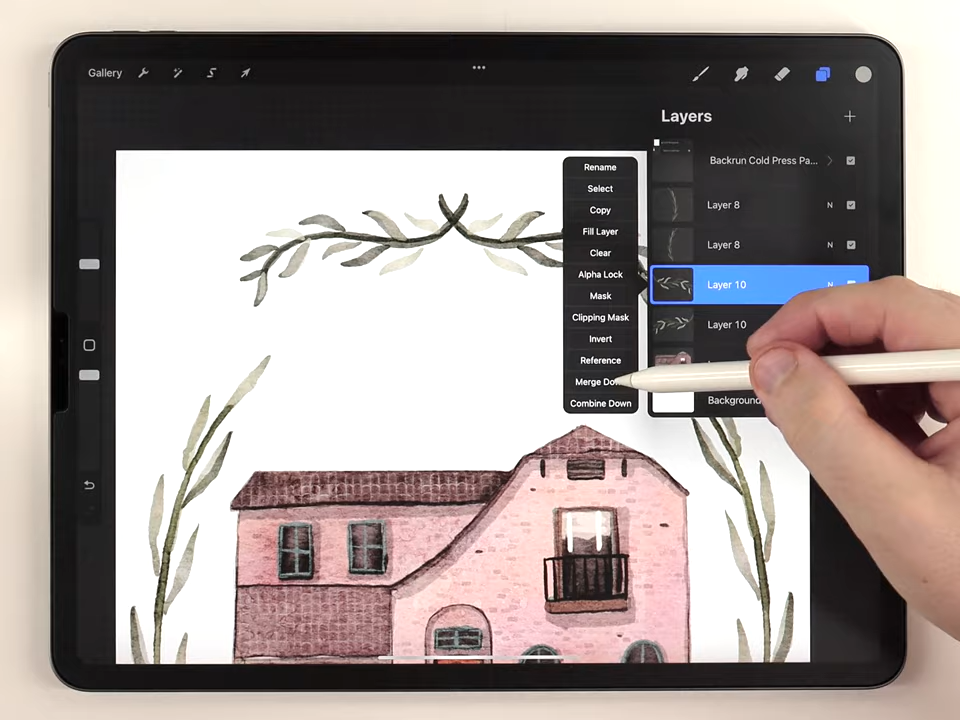 Gallery
Layers
Rename
Select
Copy
Fill Layer
Clear
Alpha Lock
Mask
Clipping Mask
Invert
Reference
Merge
Combine Down
Backrun Cold Press Pa...
Layer 8 N
Layer 8 N
Layer 10 N
Layer 10
Background